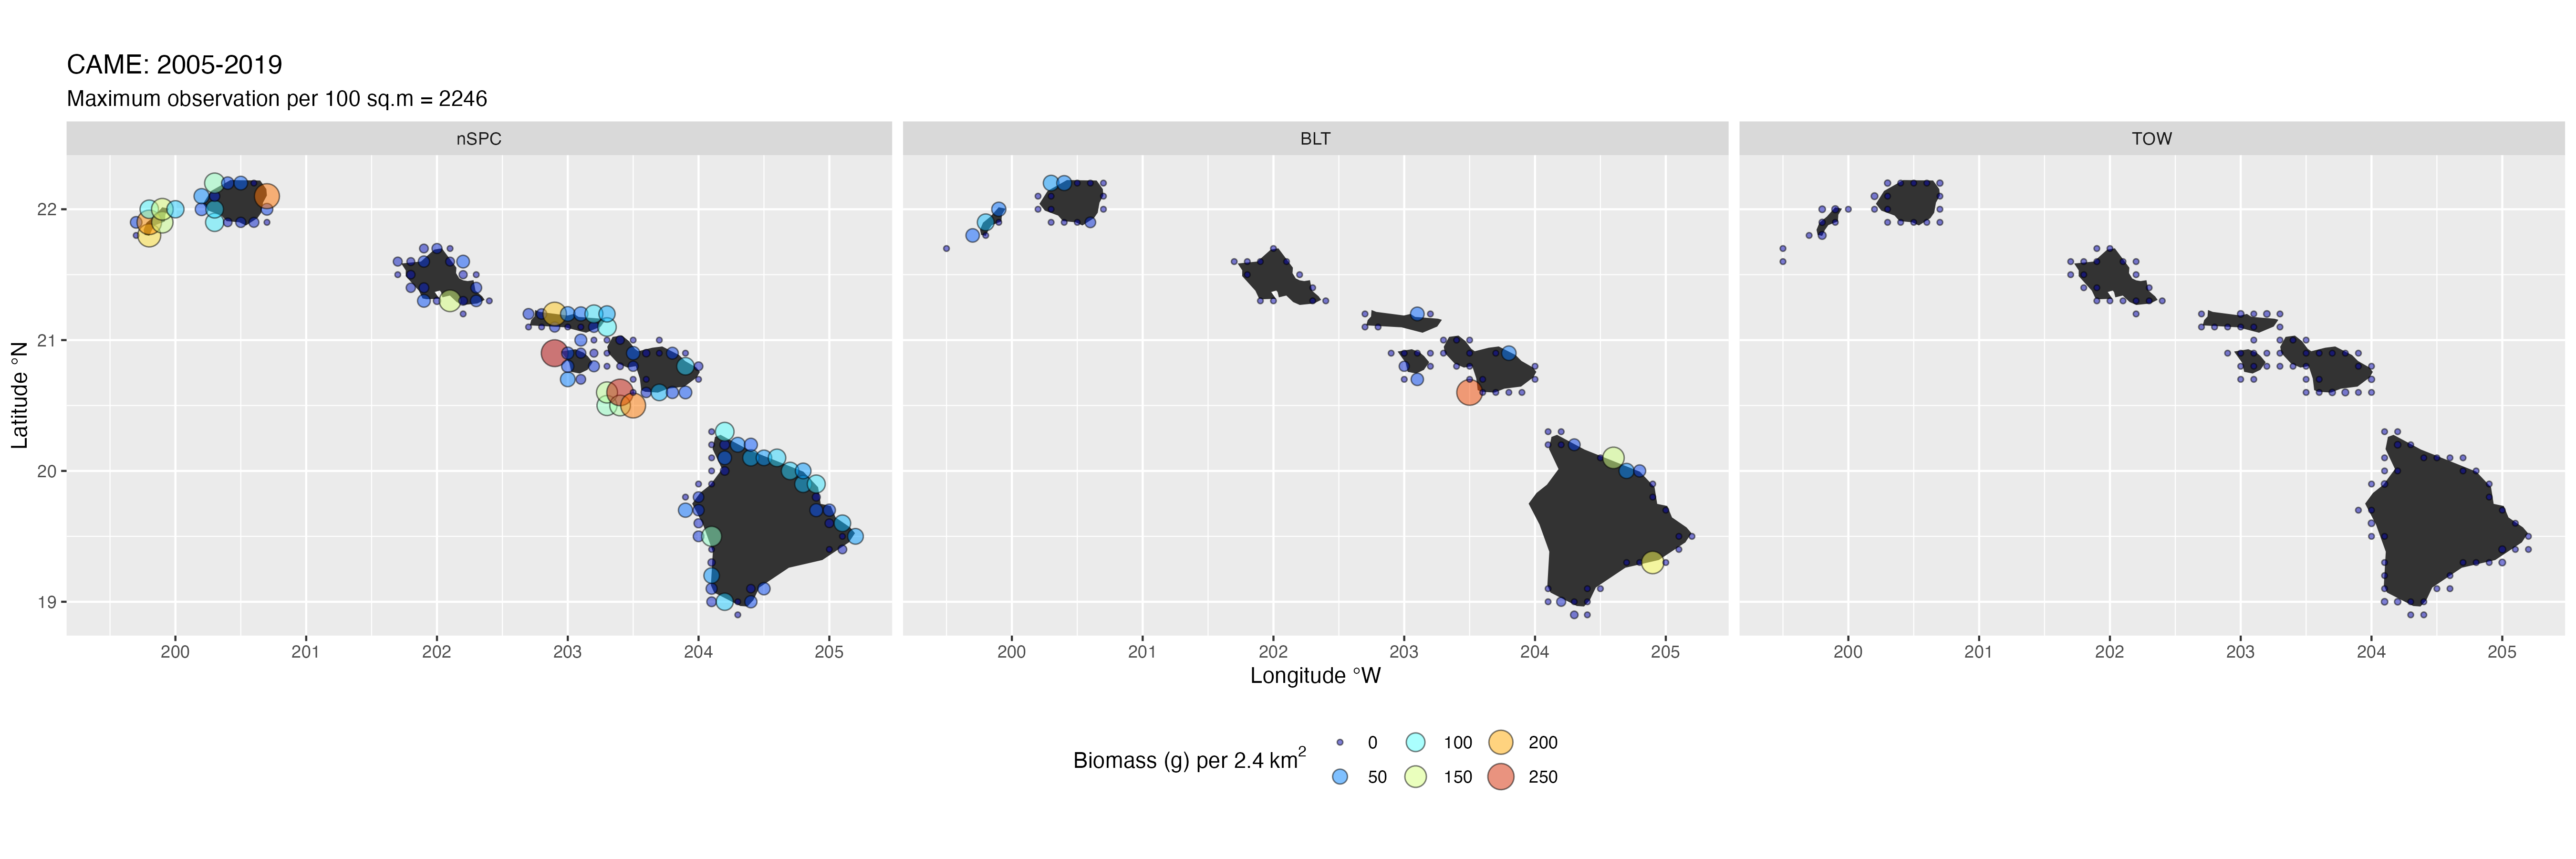 CAME: 2005-2019
Maximum observation per 100 sq.m = 2246
nSPC BLT TOW
Latitude °N
22
21
20
19
200 201 202 203 204 205 200 201 202 203 204 205 200 201 202 203 204 205
Longitude °W
Biomass (g) per 2.4 km²
0 100 200
50 150 250